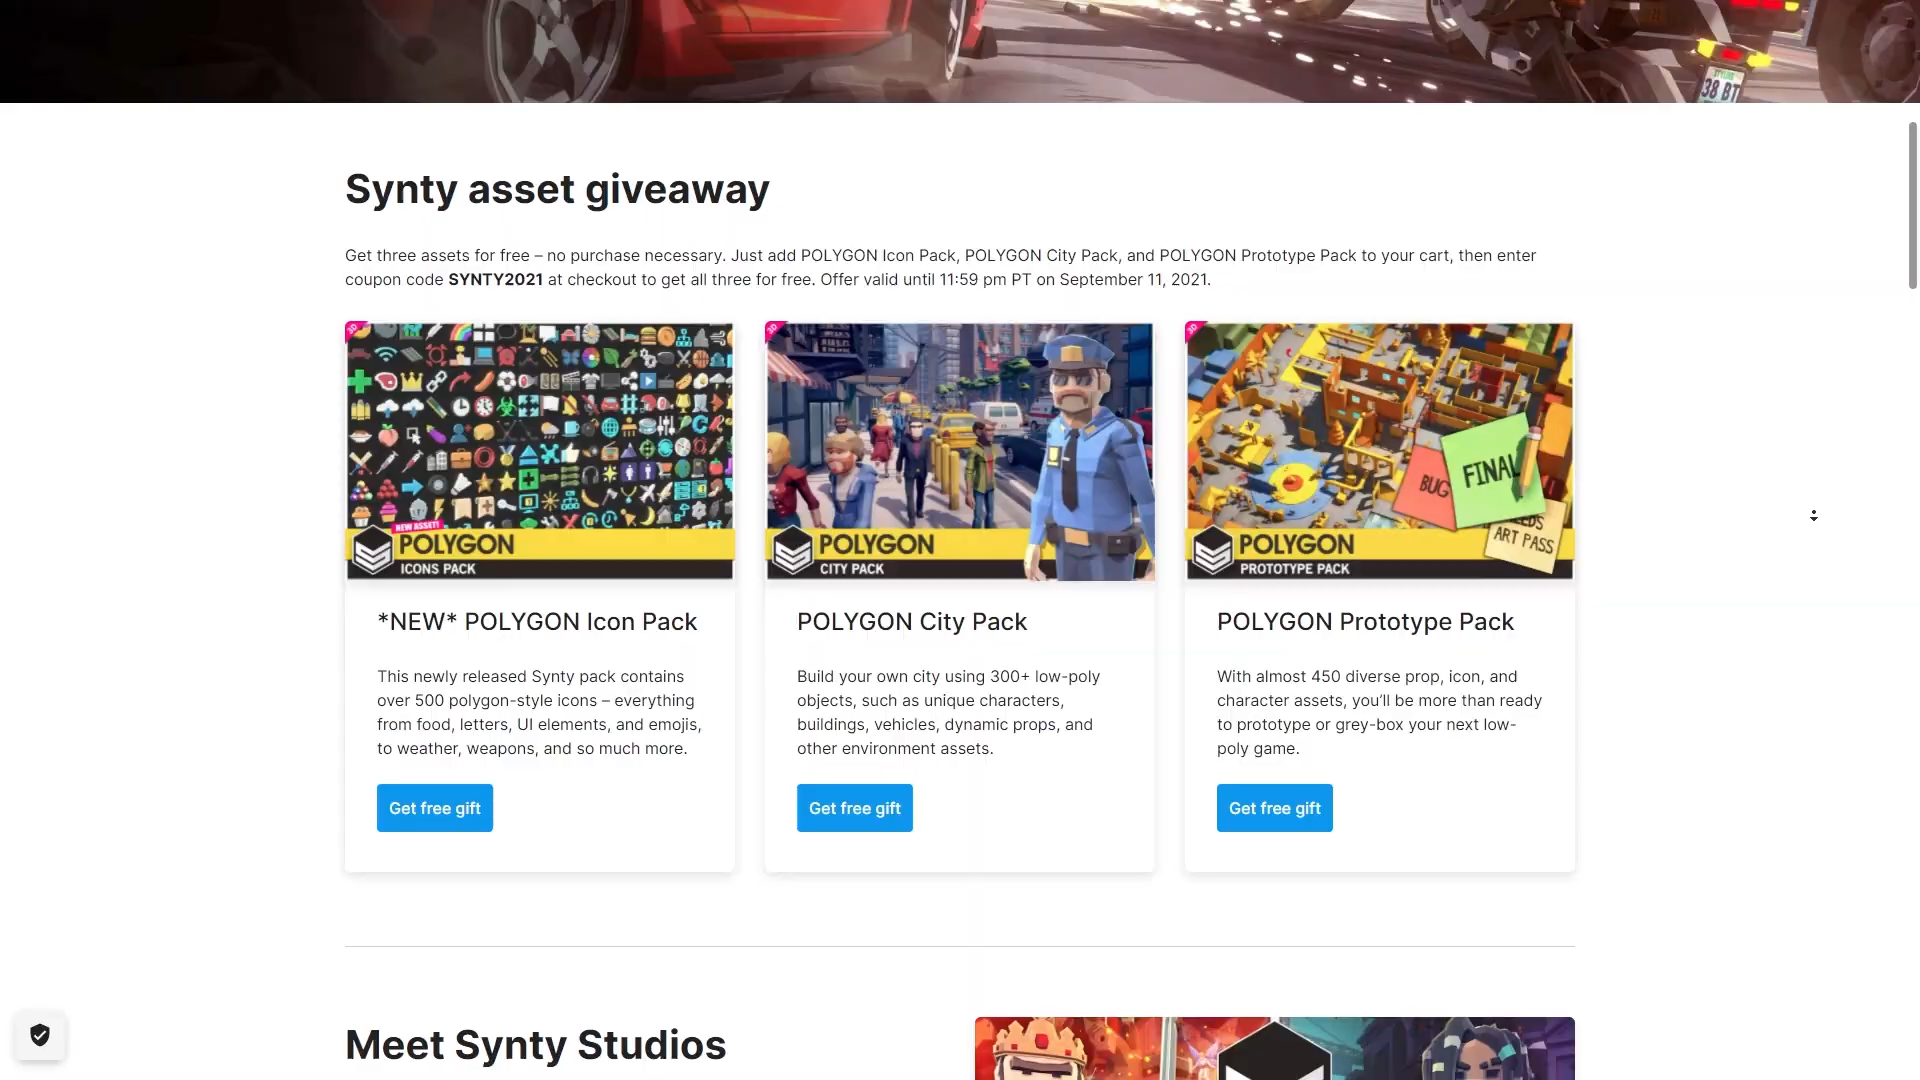 38 BT
Synty asset giveaway
Get three assets for free – no purchase necessary. Just add POLYGON Icon Pack, POLYGON City Pack, and POLYGON Prototype Pack to your cart, then enter
coupon code SYNTY2021 at checkout to get all three for free. Offer valid until 11:59 pm PT on September 11, 2021.
3D
NEW ASSET!
POLYGON
ICONS PACK
*NEW* POLYGON Icon Pack
This newly released Synty pack contains
over 500 polygon-style icons – everything
from food, letters, UI elements, and emojis,
to weather, weapons, and so much more.
Get free gift
3D
POLYGON
CITY PACK
POLYGON City Pack
Build your own city using 300+ low-poly
objects, such as unique characters,
buildings, vehicles, dynamic props, and
other environment assets.
Get free gift
3D
BUG
FINAL
ART PASS
POLYGON
PROTOTYPE PACK
POLYGON Prototype Pack
With almost 450 diverse prop, icon, and
character assets, you’ll be more than ready
to prototype or grey-box your next low-
poly game.
Get free gift
Meet Synty Studios